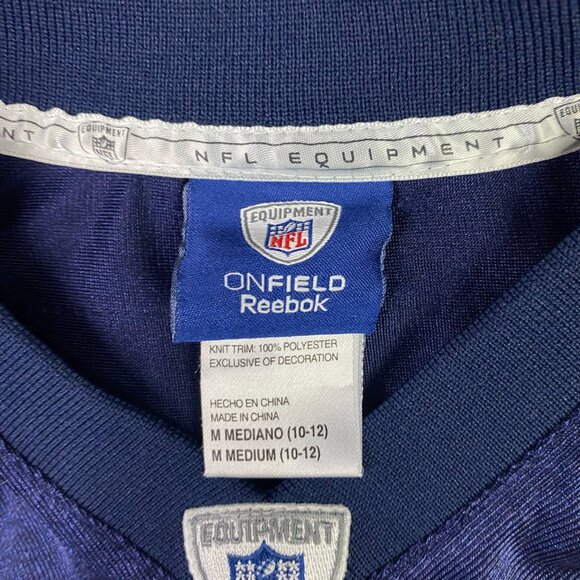 EQUIPMENT
NFL EQUIPMENT
EQUIPMENT
NFL
ONFIELD
Reebok
KNIT TRIM: 100% POLYESTER
EXCLUSIVE OF DECORATION
HECHO EN CHINA
MADE IN CHINA
M MEDIANO (10-12)
M MEDIUM (10-12)
EQUIPMENT